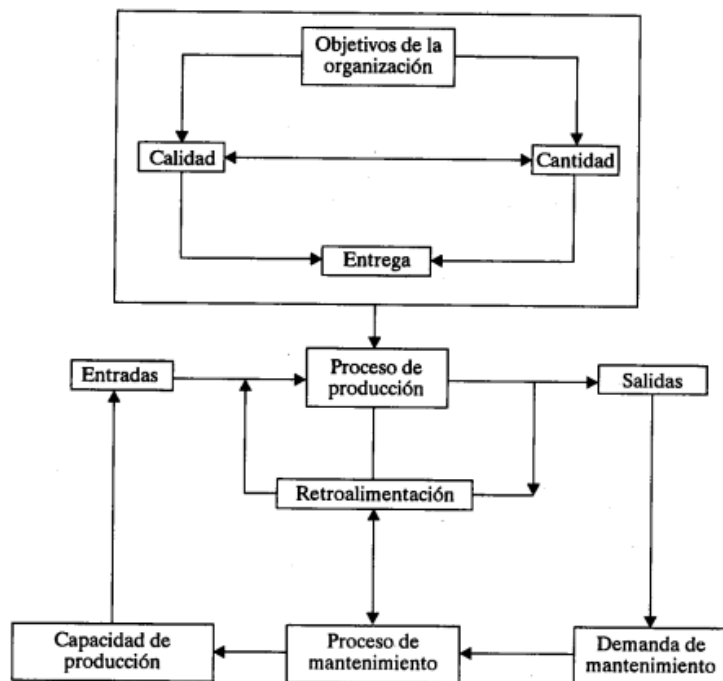 Objetivos de la
organización
Calidad
Cantidad
Entrega
Entradas
Proceso de
producción
Salidas
Retroalimentación
Capacidad de
producción
Proceso de
mantenimiento
Demanda de
mantenimiento